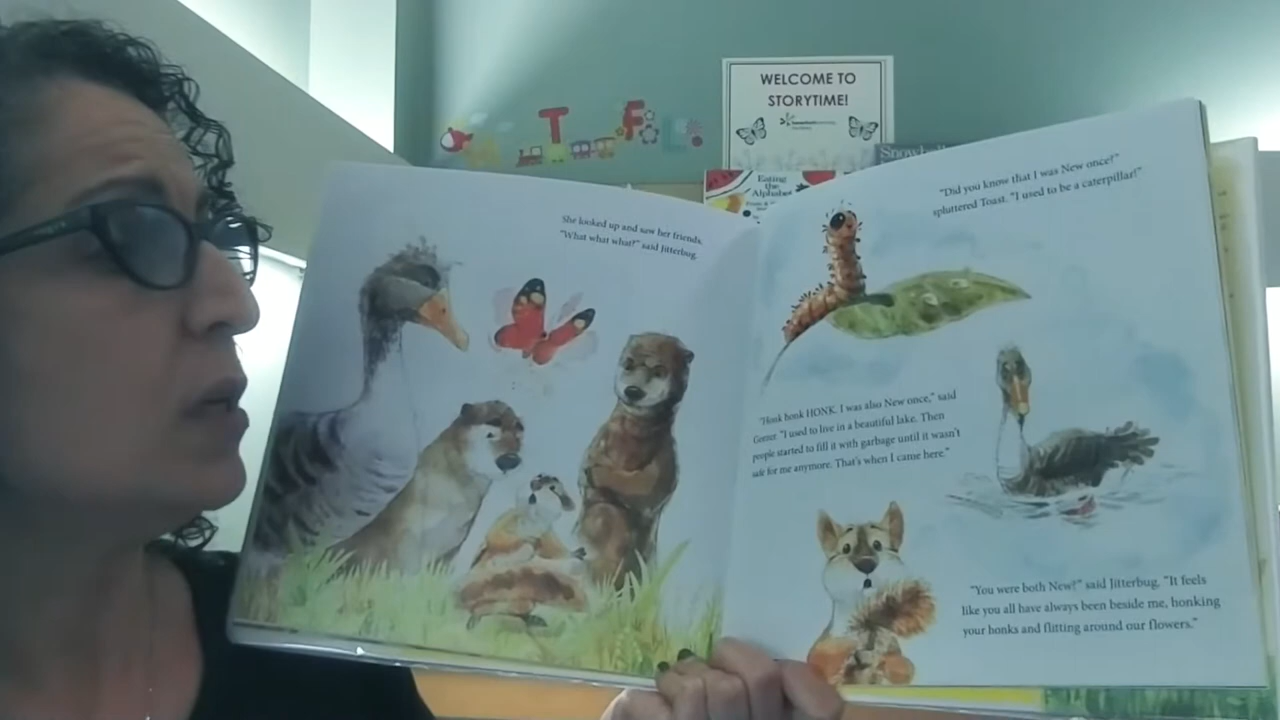 WELCOME TO
STORYTIME!
T
F
L
Snowball
Eating
the
Alphabet
She looked up and saw her friends.
"What what what?" said Jitterbug.
"Did you know that I was New once?"
spluttered Toast. "I used to be a caterpillar!"
"Honk honk HONK. I was also New once," said
"I used to live in a beautiful lake. Then
people started to fill it with garbage until it wasn't
safe for me anymore. That's when I came here."
"You were both New?" said Jitterbug. "It feels
like you all have always been beside me, honking
your honks and flitting around our flowers."